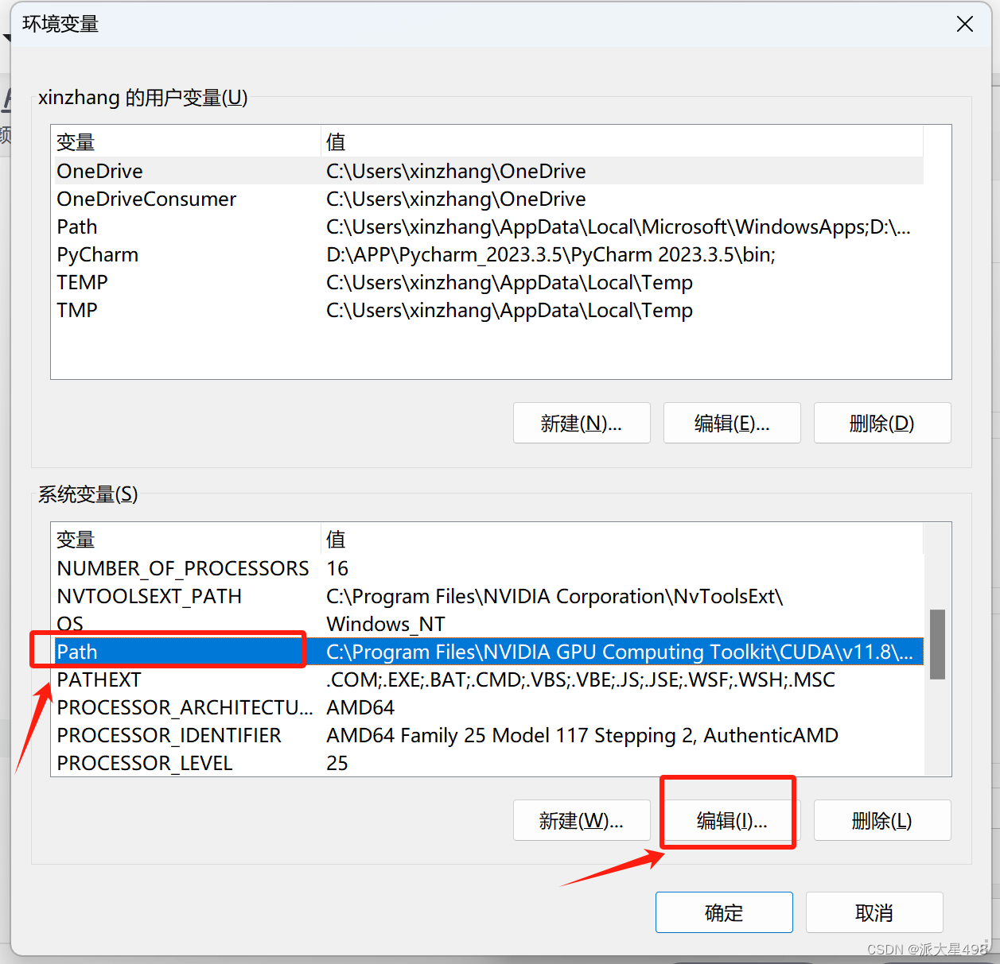 环境变量
xinzhang 的用户变量(U)
变量 值
OneDrive C:\Users\xinzhang\OneDrive
OneDriveConsumer C:\Users\xinzhang\OneDrive
Path C:\Users\xinzhang\AppData\Local\Microsoft\WindowsApps;D:\...
PyCharm D:\APP\Pycharm_2023.3.5\PyCharm 2023.3.5\bin;
TEMP C:\Users\xinzhang\AppData\Local\Temp
TMP C:\Users\xinzhang\AppData\Local\Temp
新建(N)... 编辑(E)... 删除(D)
系统变量(S)
变量 值
NUMBER_OF_PROCESSORS 16
NVTOOLSEXT_PATH C:\Program Files\NVIDIA Corporation\NvToolsExt\
OS Windows_NT
Path C:\Program Files\NVIDIA GPU Computing Toolkit\CUDA\v11.8\...
PATHEXT .COM;.EXE;.BAT;.CMD;.VBS;.VBE;.JS;.JSE;.WSF;.WSH;.MSC
PROCESSOR_ARCHITECTU... AMD64
PROCESSOR_IDENTIFIER AMD64 Family 25 Model 117 Stepping 2, AuthenticAMD
PROCESSOR_LEVEL 25
新建(W)... 编辑(I)... 删除(L)
确定 取消
CSDN @派大星498